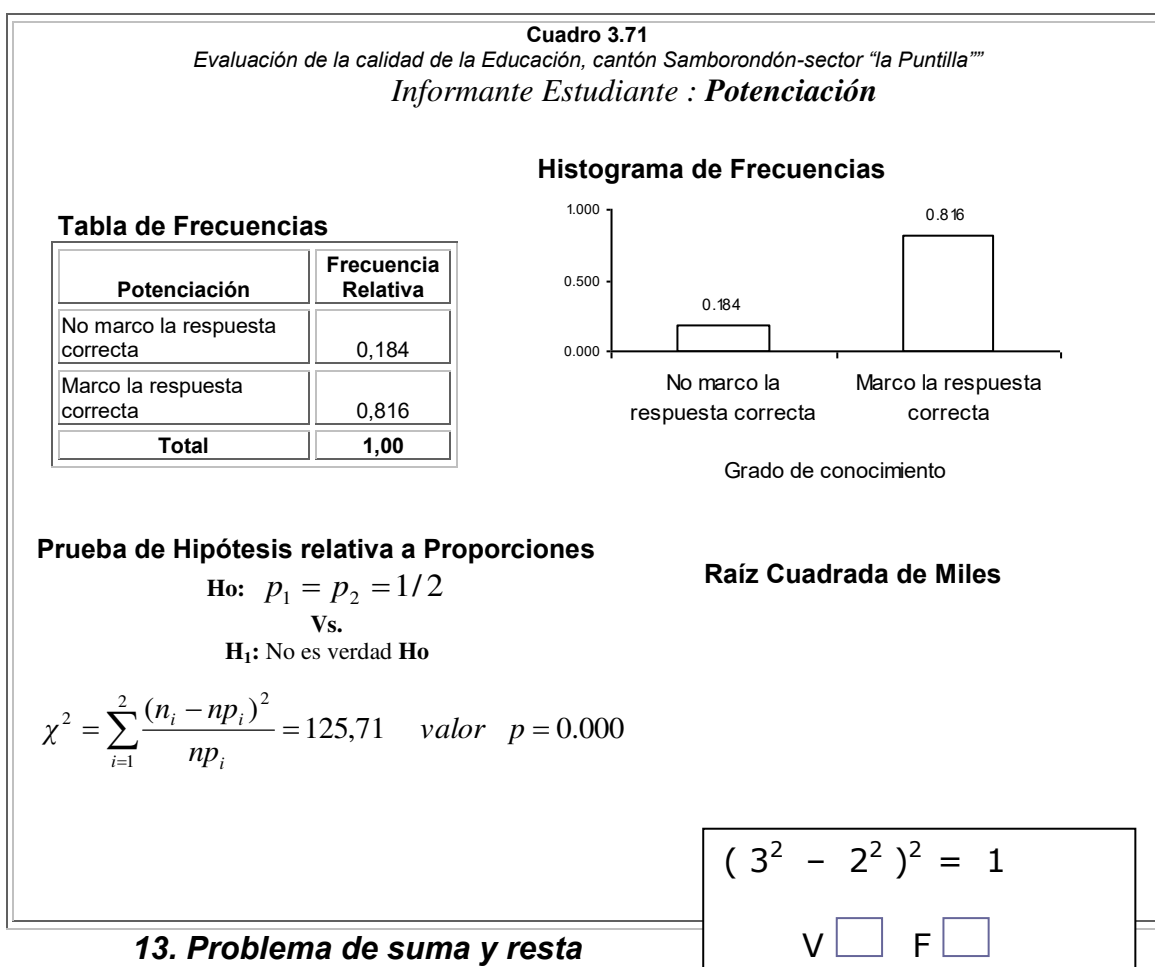 Cuadro 3.71
Evaluación de la calidad de la Educación, cantón Samborondón-sector “la Puntilla””
Informante Estudiante : Potenciación
Tabla de Frecuencias
Potenciación Frecuencia Relativa
No marco la respuesta
correcta 0,184
Marco la respuesta
correcta 0,816
Total 1,00
Histograma de Frecuencias
1.000
0.500
0.000
0.184
0.816
No marco la
respuesta correcta
Marco la respuesta
correcta
Grado de conocimiento
Prueba de Hipótesis relativa a Proporciones
Ho: p₁ = p₂ = 1/2
Vs.
H₁: No es verdad Ho
χ² = ∑_{i=1}^{2} (nᵢ − npᵢ)² / npᵢ = 125,71 valor p = 0.000
Raíz Cuadrada de Miles
( 3² – 2² )² = 1
V F
13. Problema de suma y resta